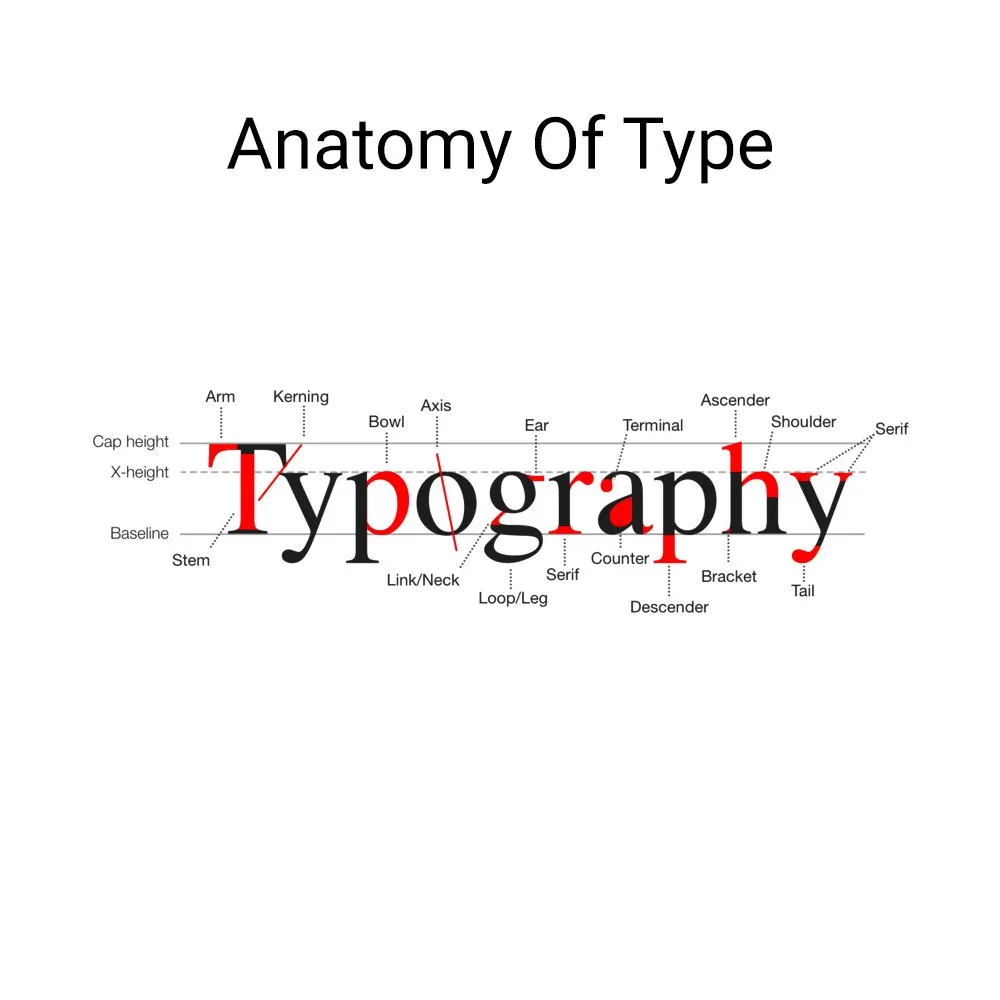 Anatomy Of Type
Arm
Kerning
Bowl
Axis
Ear
Terminal
Ascender
Shoulder
Serif
Cap height
X-height
Baseline
Typography
Stem
Link/Neck
Loop/Leg
Serif
Counter
Descender
Bracket
Tail